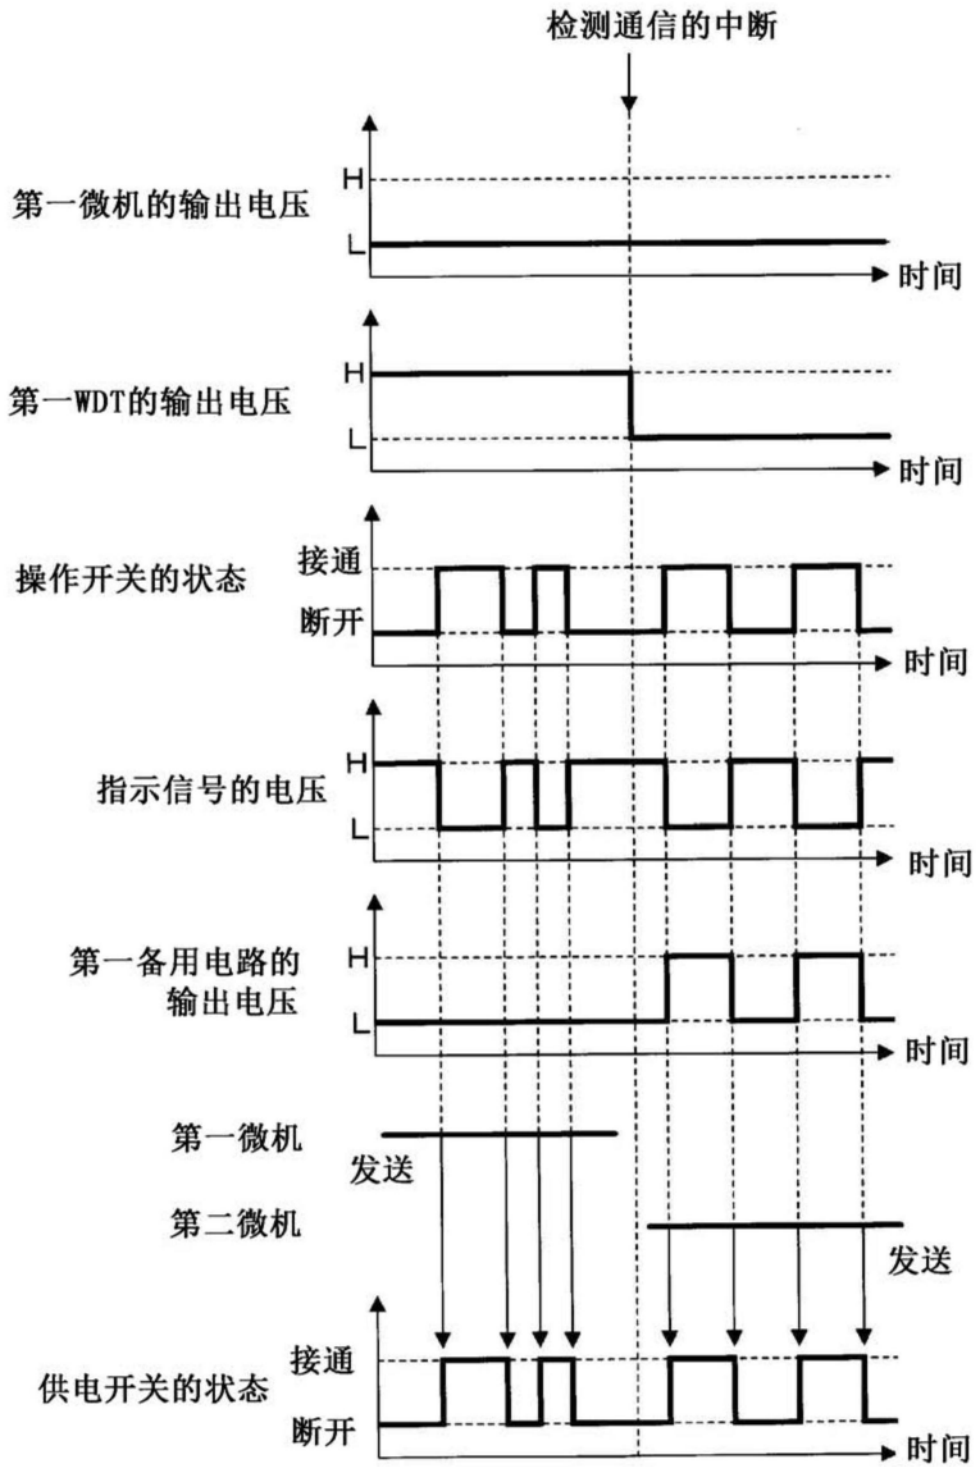 检测通信的中断
H
第一微机的输出电压
L
时间
H
第一WDT的输出电压
L
时间
接通
操作开关的状态
断开
时间
H
指示信号的电压
L
时间
H
第一备用电路的
输出电压
L
时间
第一微机
发送
第二微机
发送
接通
供电开关的状态
断开
时间